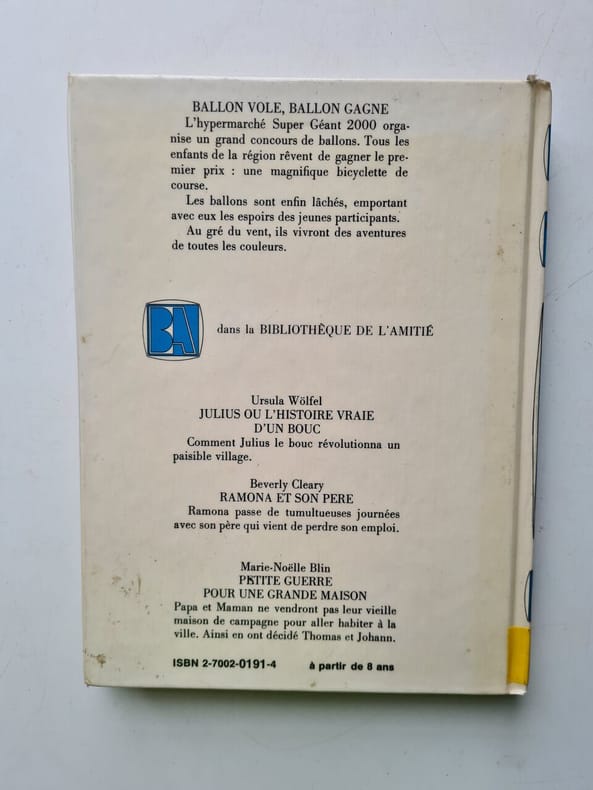 BALLON VOLE, BALLON GAGNE
L'hypermarché Super Géant 2000 orga-
nise un grand concours de ballons. Tous les
enfants de la région rêvent de gagner le pre-
mier prix : une magnifique bicyclette de
course.
Les ballons sont enfin lâchés, emportant
avec eux les espoirs des jeunes participants.
Au gré du vent, ils vivront des aventures
de toutes les couleurs.
BA
dans la BIBLIOTHÊQUE DE L'AMITIÉ
Ursula Wölfel
JULIUS OU L'HISTOIRE VRAIE
D'UN BOUC
Comment Julius le bouc révolutionna un
paisible village.
Beverly Cleary
RAMONA ET SON PERE
Ramona passe de tumultueuses journées
avec son père qui vient de perdre son emploi.
Marie-Noëlle Blin
PETITE GUERRE
POUR UNE GRANDE MAISON
Papa et Maman ne vendront pas leur vieille
maison de campagne pour aller habiter à la
ville. Ainsi en ont décidé Thomas et Johann.
ISBN 2-7002-0191-4 à partir de 8 ans